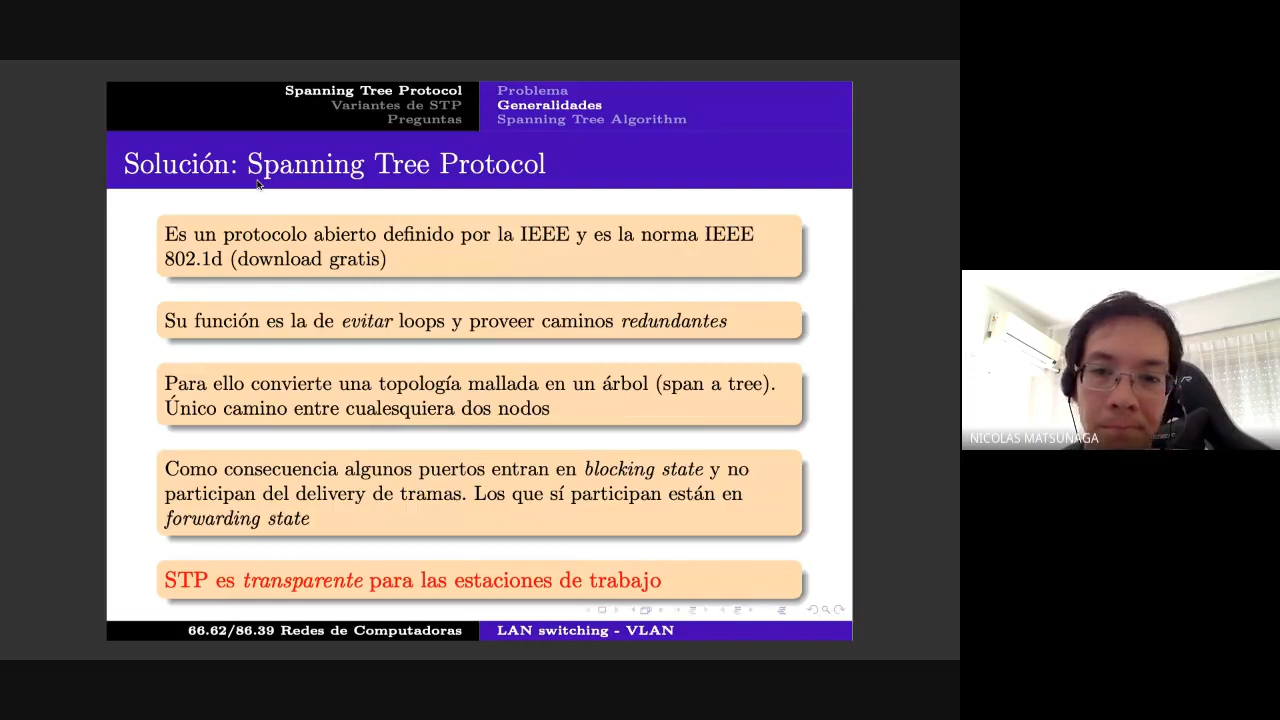 Spanning Tree Protocol
Variantes de STP
Preguntas
Problema
Generalidades
Spanning Tree Algorithm
Solución: Spanning Tree Protocol
Es un protocolo abierto definido por la IEEE y es la norma IEEE
802.1d (download gratis)
Su función es la de evitar loops y proveer caminos redundantes
Para ello convierte una topología mallada en un árbol (span a tree).
Único camino entre cualesquiera dos nodos
Como consecuencia algunos puertos entran en blocking state y no
participan del delivery de tramas. Los que sí participan están en
forwarding state
STP es transparente para las estaciones de trabajo
66.62/86.39 Redes de Computadoras
LAN switching - VLAN
NICOLAS MATSUNAGA